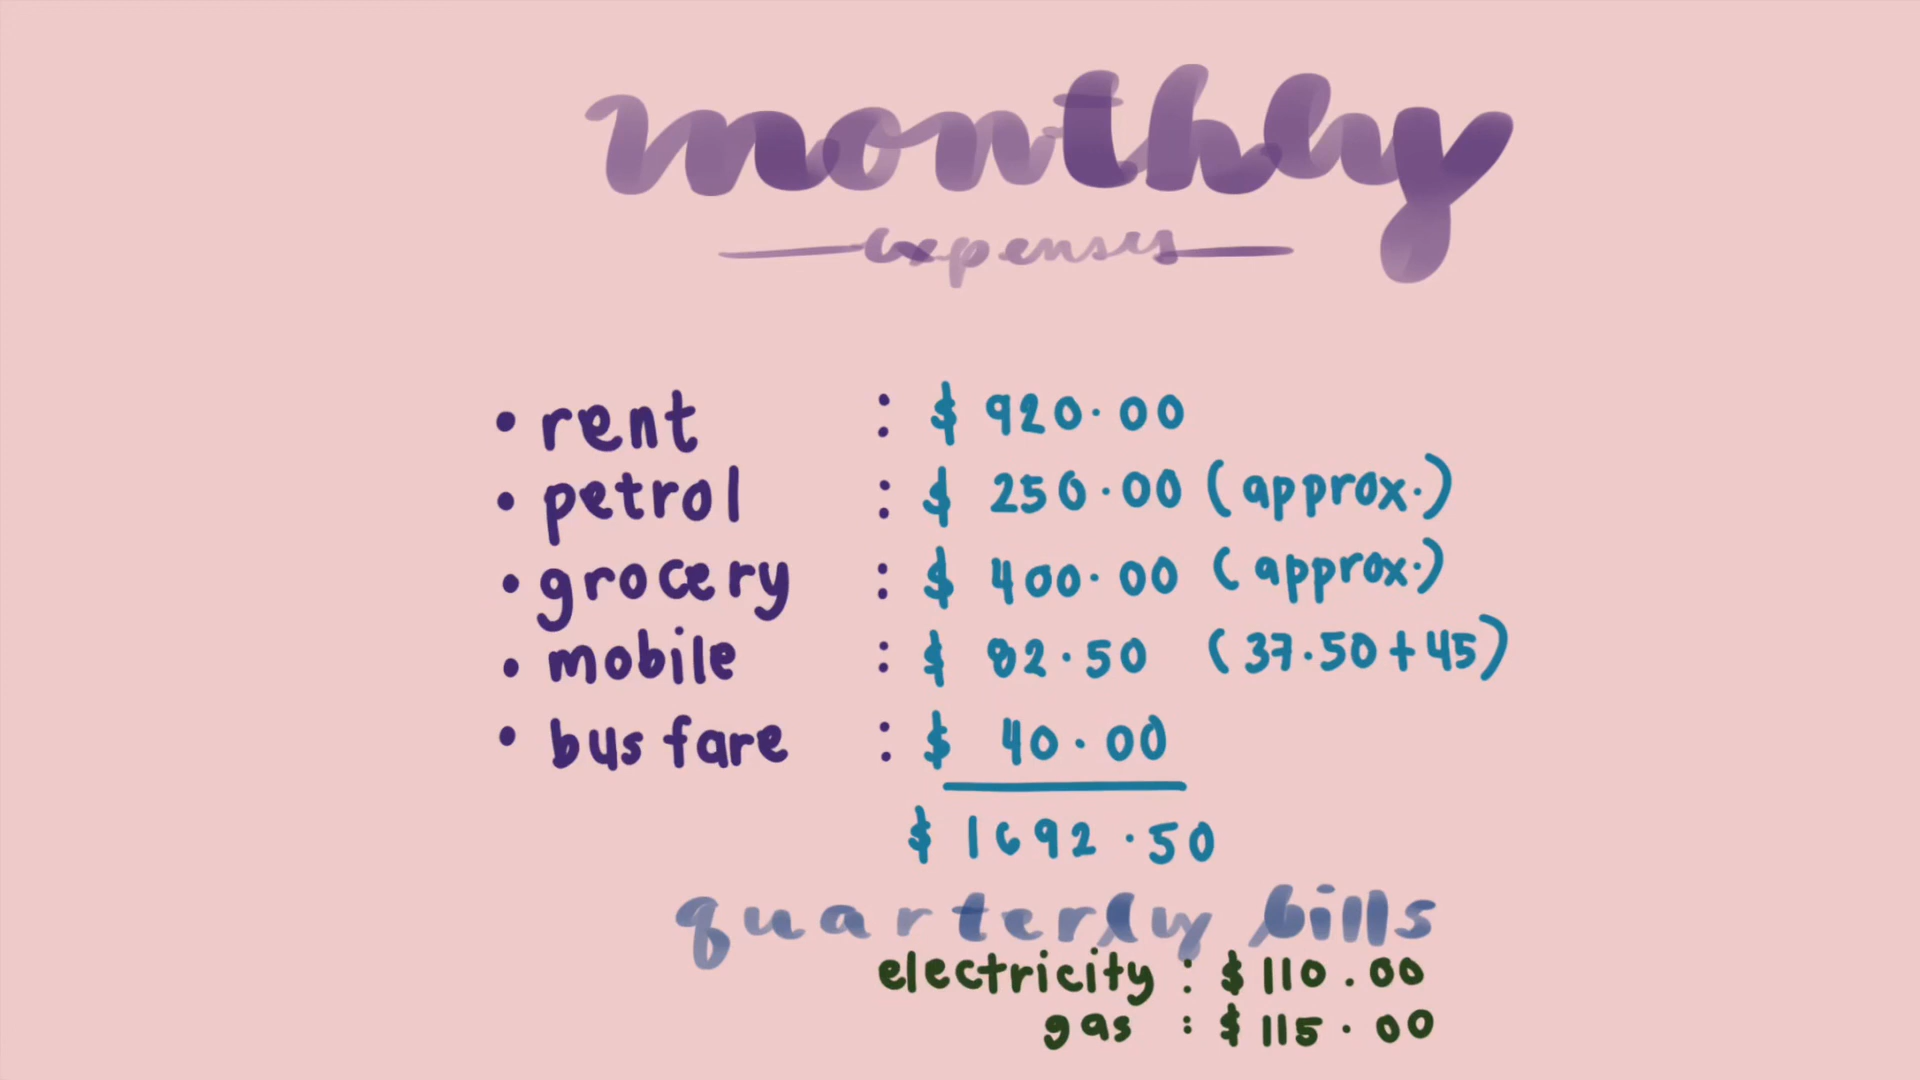 monthly
expenses
• rent : $ 920.00
• petrol : $ 250.00 (approx.)
• grocery : $ 400.00 (approx.)
• mobile : $ 82.50 (37.50+45)
• bus fare : $ 40.00
$ 1692.50
quarterly bills
electricity : $110.00
gas : $115.00